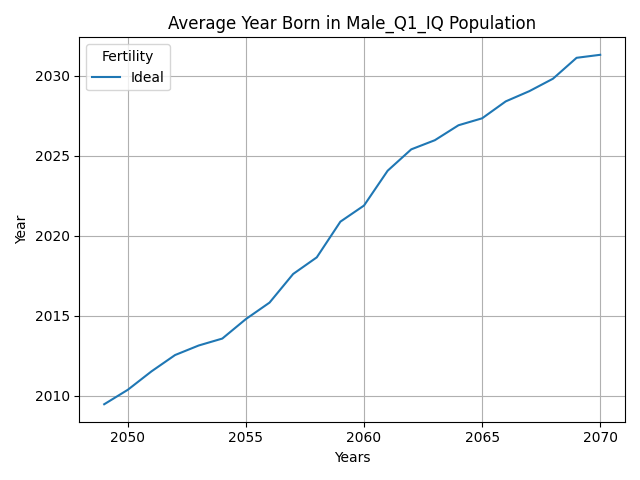 Average Year Born in Male_Q1_IQ Population
Fertility
Ideal
Year
2030
2025
2020
2015
2010
2050 2055 2060 2065 2070
Years